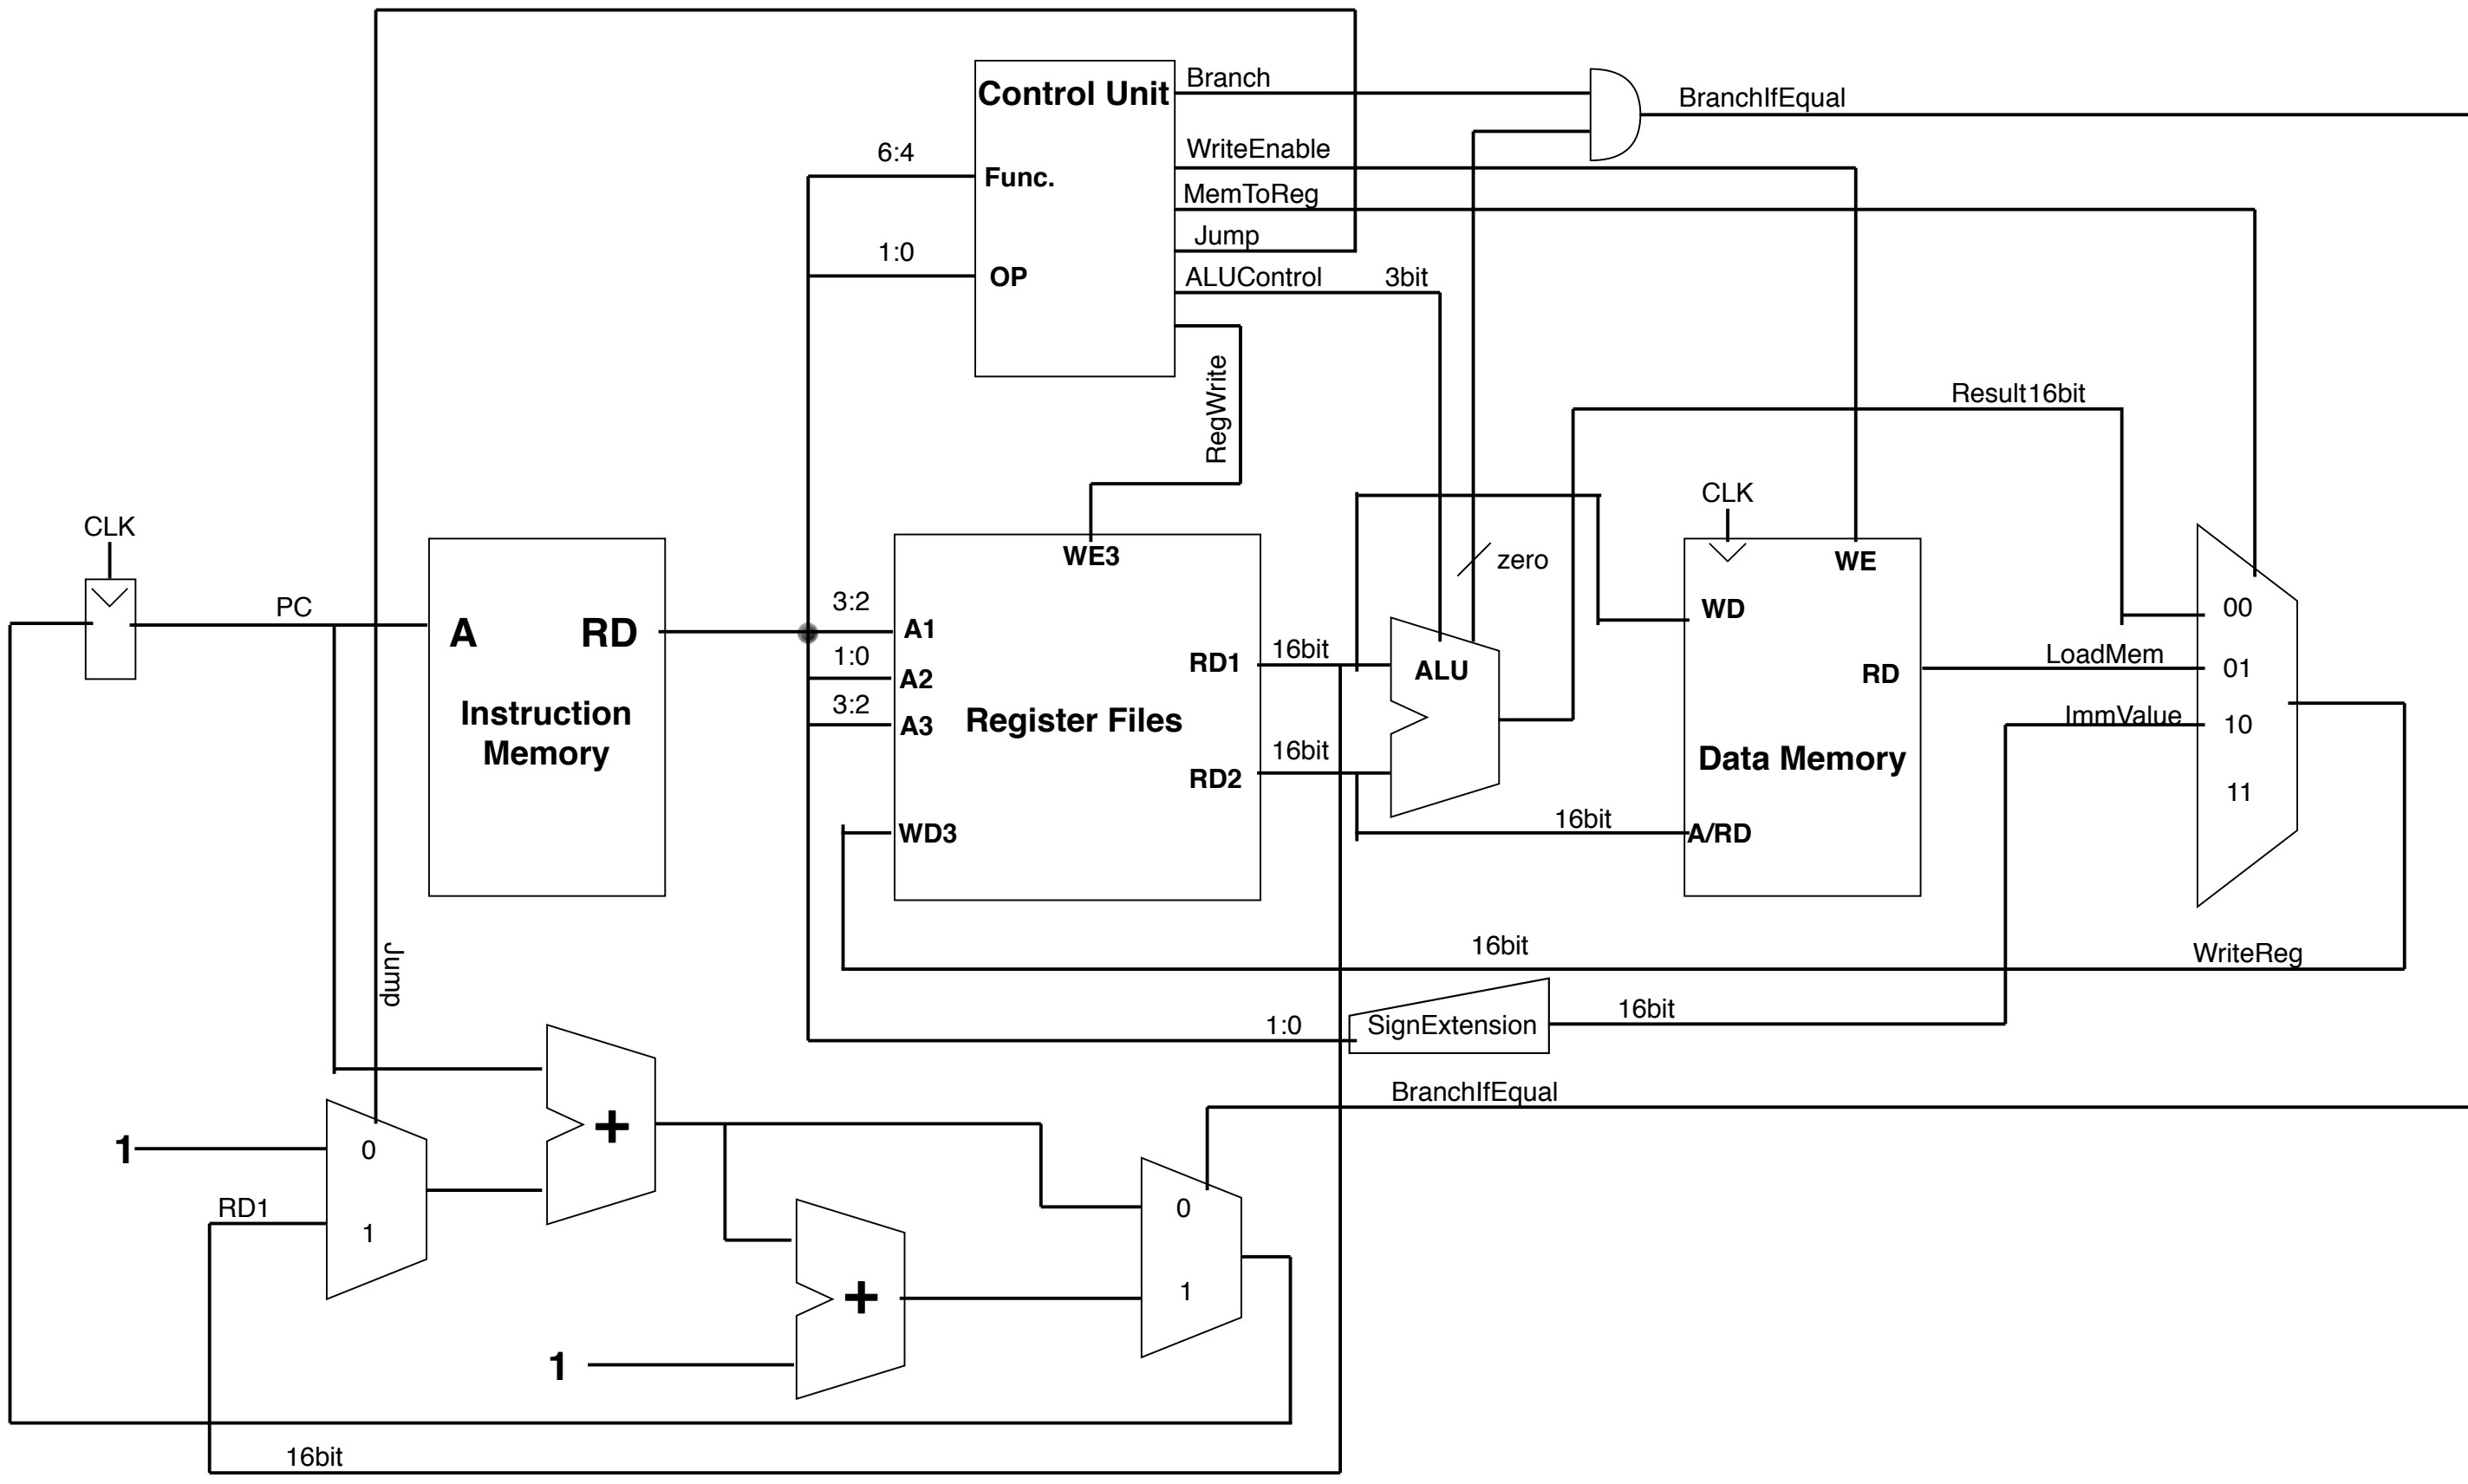 Control Unit
Branch
BranchIfEqual
6:4
Func.
WriteEnable
MemToReg
Jump
1:0
OP
ALUControl
3bit
RegWrite
Result16bit
CLK
CLK
PC
A
RD
Instruction
Memory
WE3
3:2
A1
1:0
A2
3:2
A3
Register Files
RD1
RD2
WD3
16bit
16bit
ALU
zero
WE
WD
RD
Data Memory
A/RD
16bit
00
LoadMem
01
ImmValue
10
11
16bit
WriteReg
Jump
1:0
SignExtension
16bit
BranchIfEqual
1
0
+
RD1
1
0
+
1
1
16bit